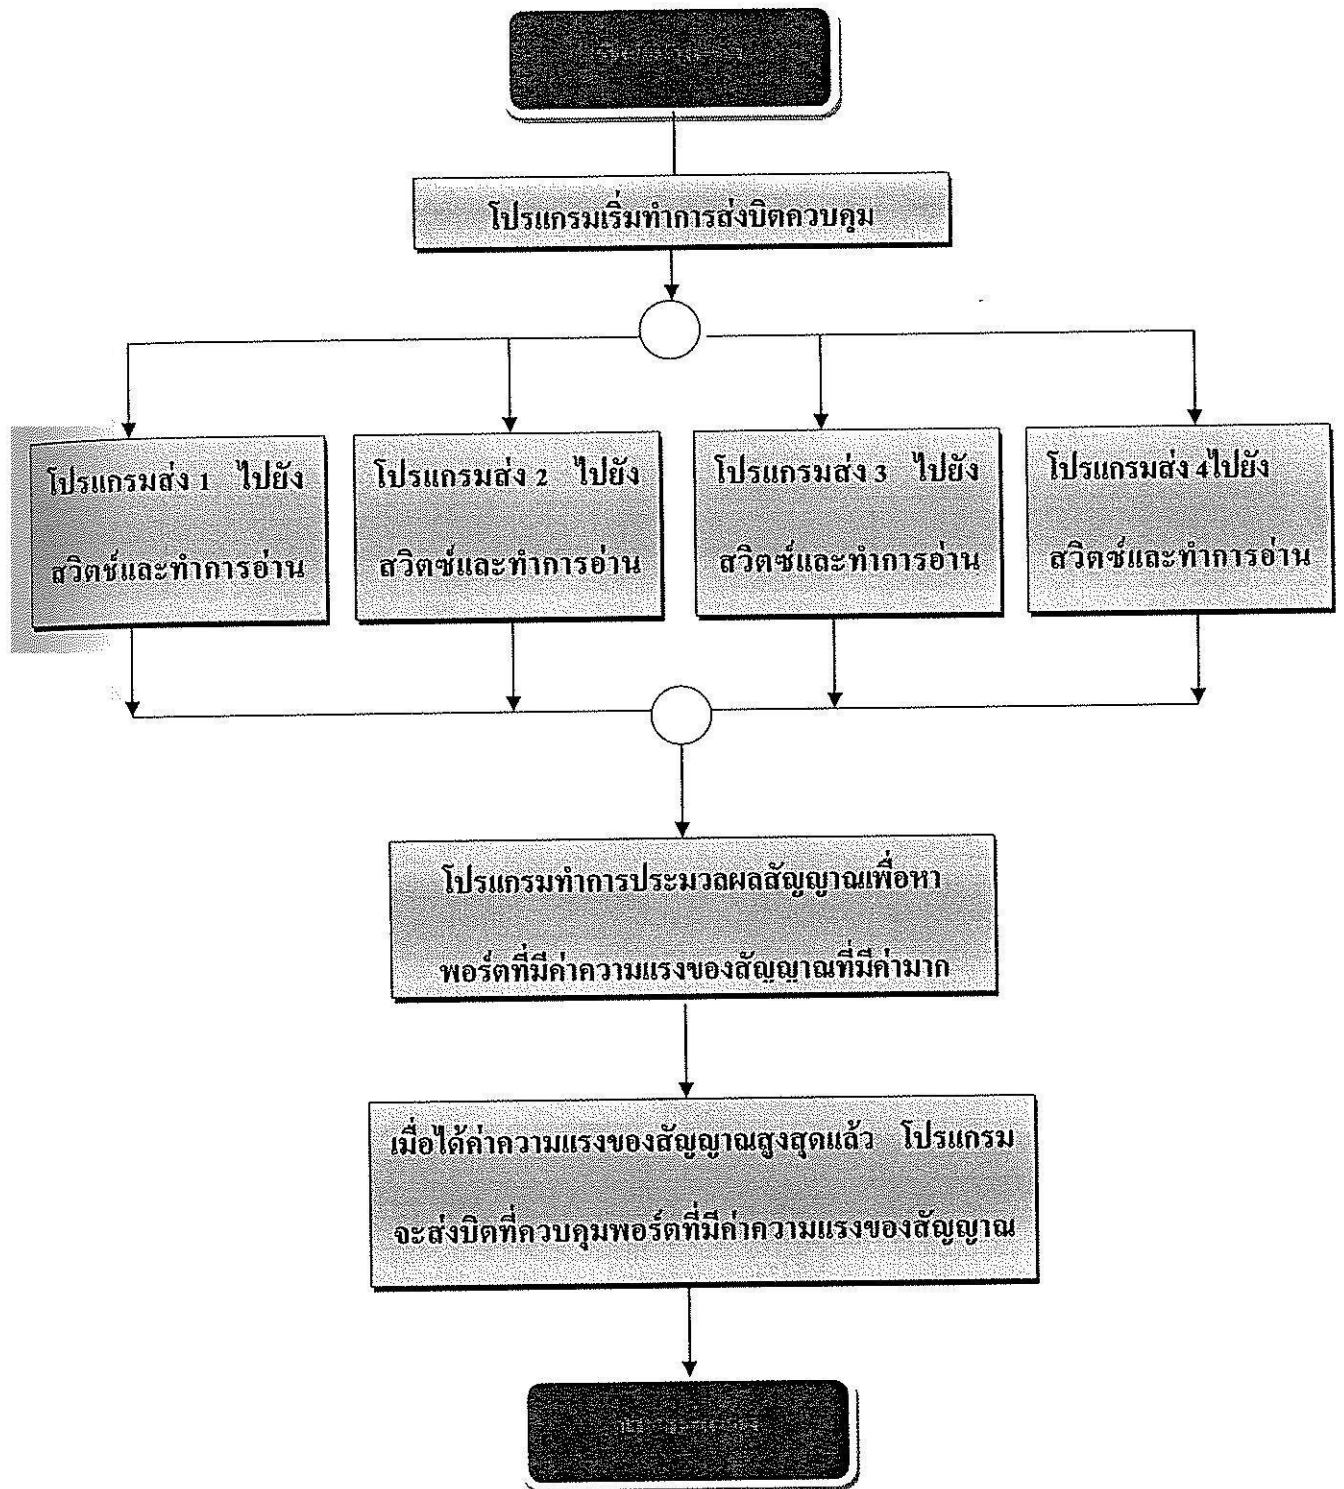 โปรแกรมเริ่มทำการส่งบิตควบคุม
โปรแกรมส่ง 1 ไปยัง
สวิตช์และทำการอ่าน
โปรแกรมส่ง 2 ไปยัง
สวิตซ์และทำการอ่าน
โปรแกรมส่ง 3 ไปยัง
สวิตซ์และทำการอ่าน
โปรแกรมส่ง 4ไปยัง
สวิตซ์และทำการอ่าน
โปรแกรมทำการประมวลผลสัญญาณเพื่อหา
พอร์ตที่มีค่าความแรงของสัญญาณที่มีค่ามาก
เมื่อได้ค่าความแรงของสัญญาณสูงสุดแล้ว โปรแกรม
จะส่งบิตที่ควบคุมพอร์ตที่มีค่าความแรงของสัญญาณ